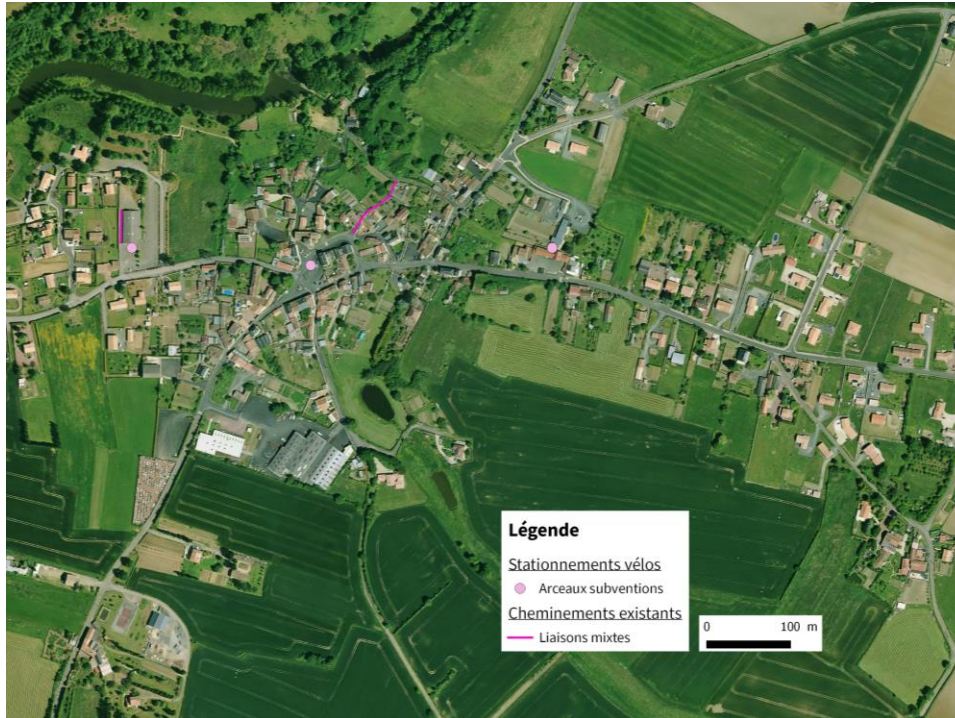 Légende
Stationnements vélos
Arceaux subventions
Cheminements existants
Liaisons mixtes
0 100 m